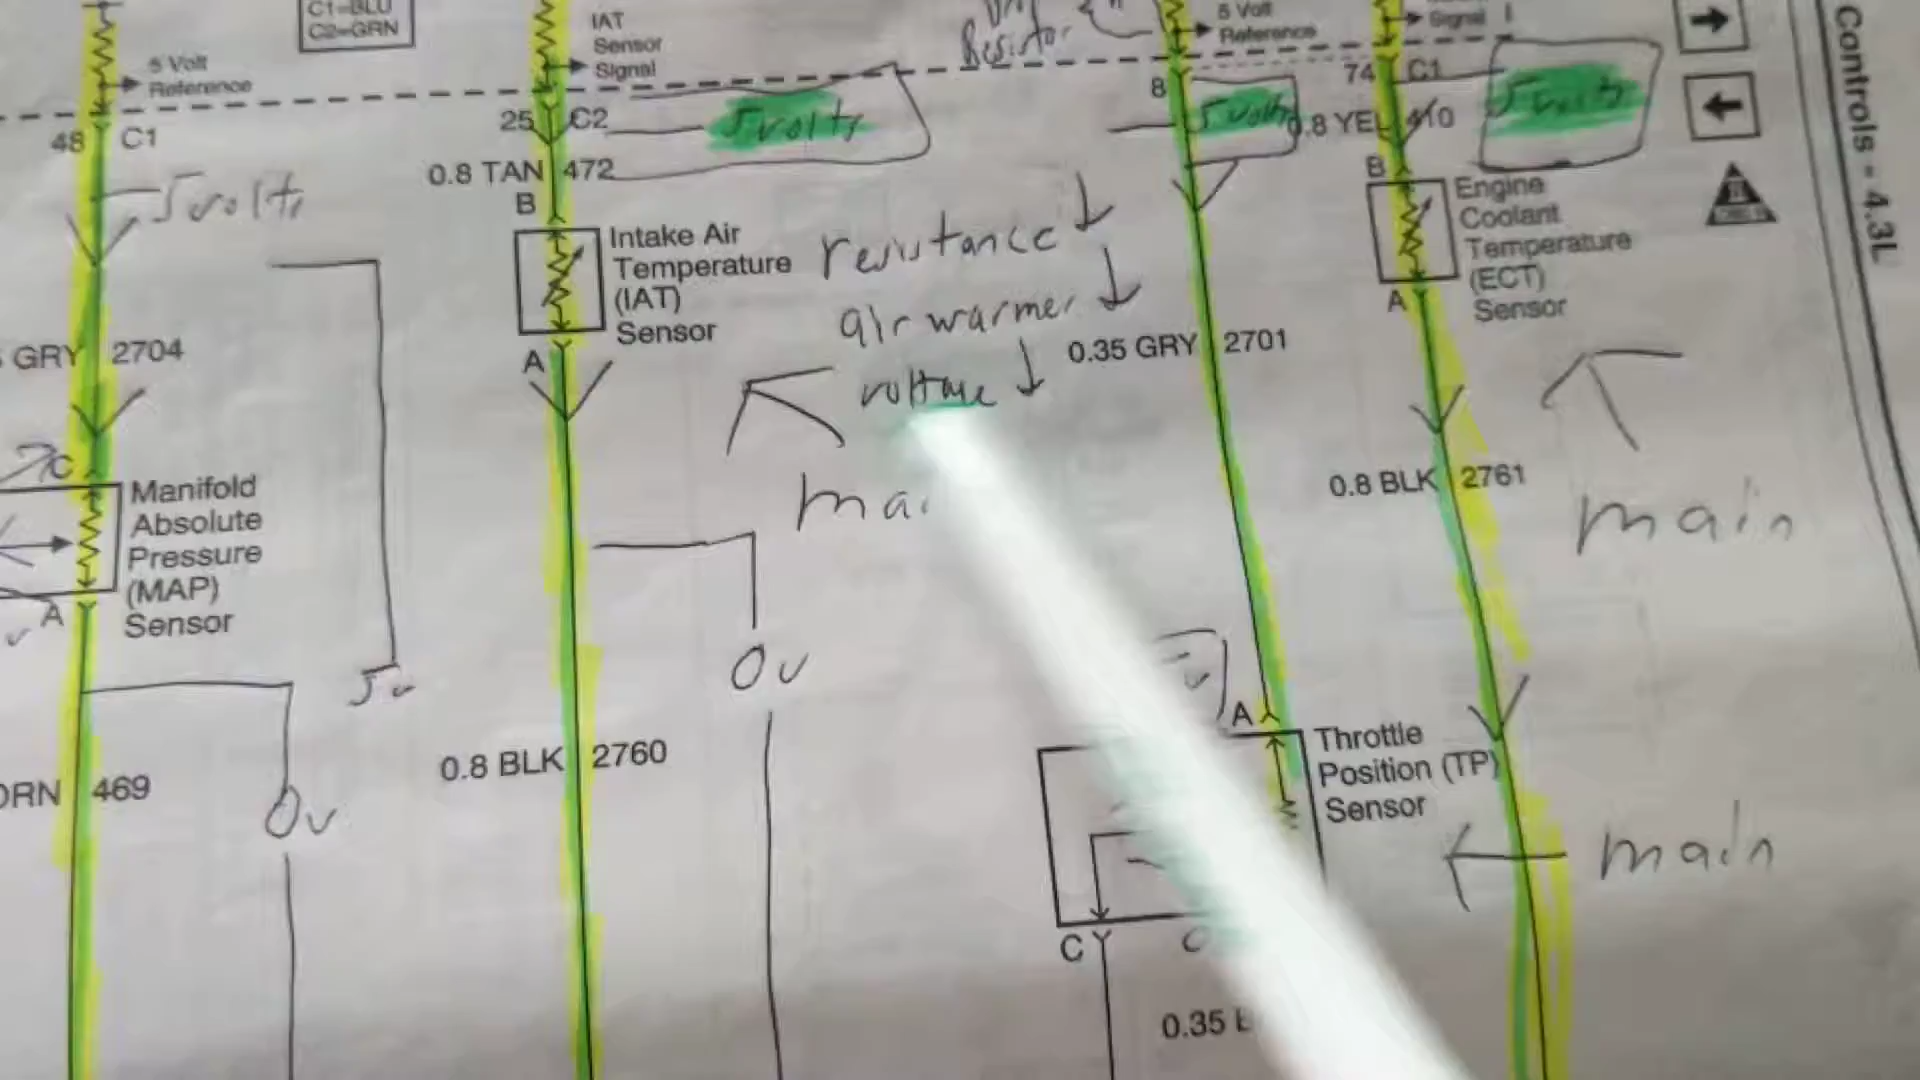 C1=BLU
C2=GRN
5 Volt
Reference
48 C1
5 volts
GRY 2704
C
Manifold
Absolute
Pressure
(MAP)
Sensor
A
ORN 469
0v
5v
IAT
Sensor
Signal
25 C2
5 volts
0.8 TAN 472
B
Intake Air
Temperature
(IAT)
Sensor
A
resistance ↓
air warmer ↓
voltage ↓
0v
0.8 BLK 2760
Resistor
5 Volt
Reference
8
5 volts
0.35 GRY 2701
A
Throttle
Position (TP)
Sensor
C
0.35
Signal
74 C1
5 volts
0.8 YEL 410
B
Engine
Coolant
Temperature
(ECT)
Sensor
A
0.8 BLK 2761
main
main
Controls - 4.3L